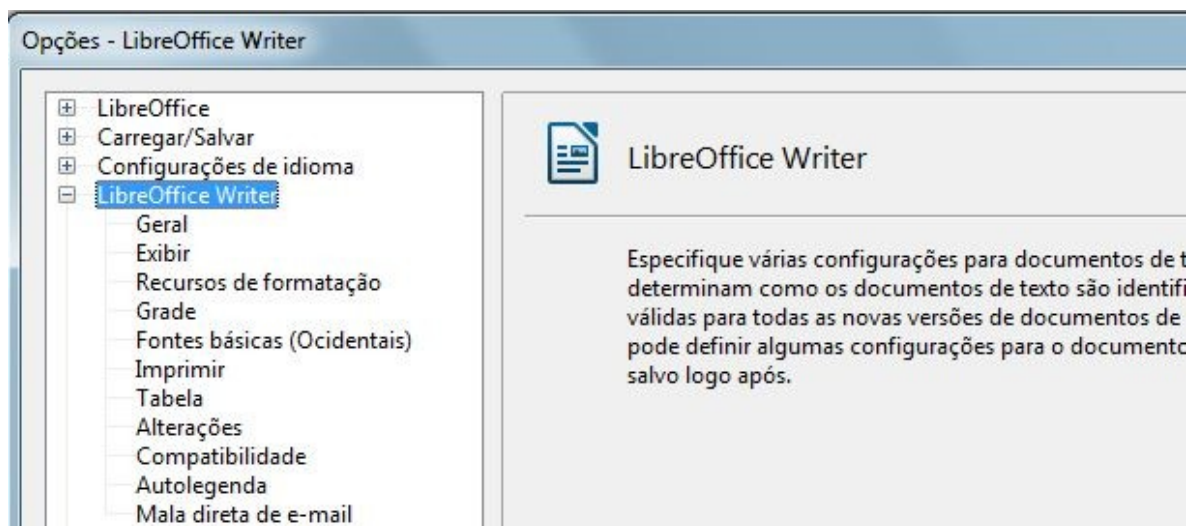 Opções - LibreOffice Writer
LibreOffice
Carregar/Salvar
Configurações de idioma
LibreOffice Writer
Geral
Exibir
Recursos de formatação
Grade
Fontes básicas (Ocidentais)
Imprimir
Tabela
Alterações
Compatibilidade
Autolegenda
Mala direta de e-mail
LibreOffice Writer
Especifique várias configurações para documentos de
determinam como os documentos de texto são
válidas para todas as novas versões de documentos de
pode definir algumas configurações para o documento
salvo logo após.